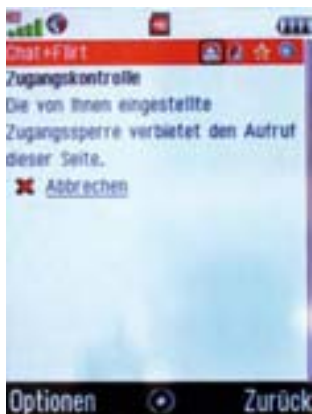 Chat+Flirt
Zugangskontrolle
Die von Ihnen eingestellte
Zugangssperre verbietet den Aufruf
dieser Seite.
Abbrechen
Optionen Zurück